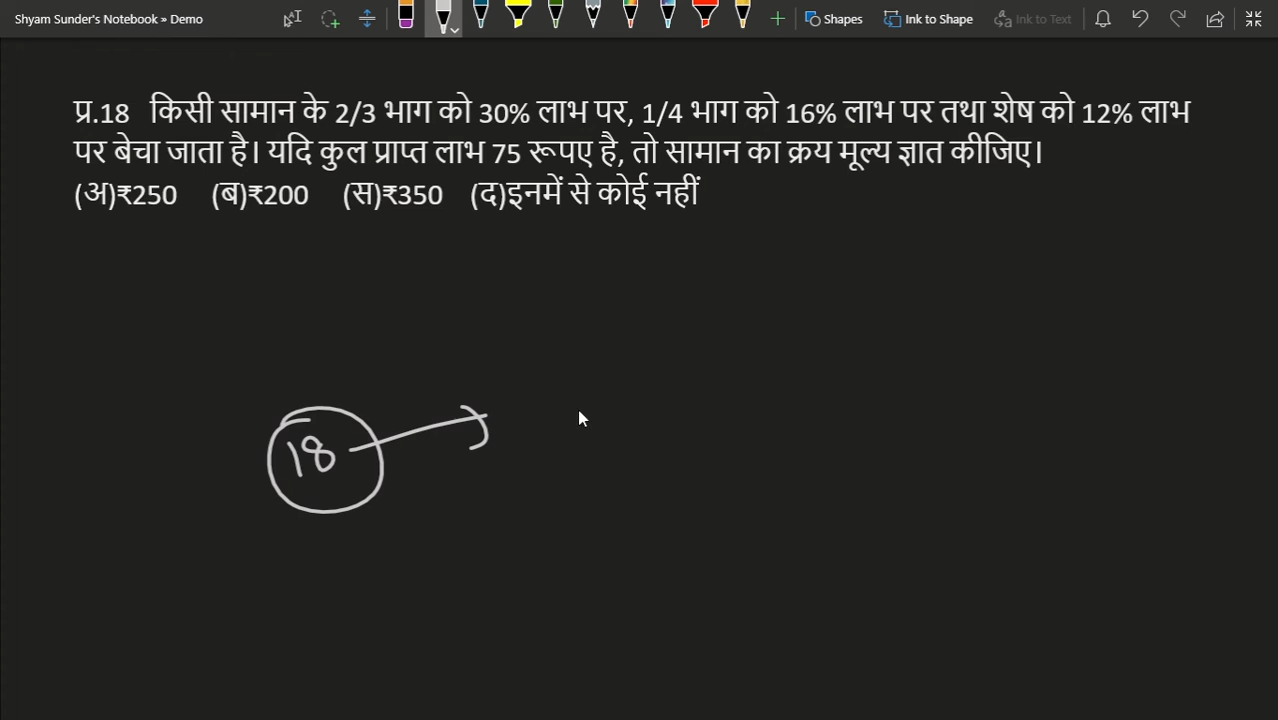 Shyam Sunder's Notebook » Demo
Shapes
Ink to Shape
Ink to Text
प्र.18 किसी सामान के 2/3 भाग को 30% लाभ पर, 1/4 भाग को 16% लाभ पर तथा शेष को 12% लाभ
पर बेचा जाता है। यदि कुल प्राप्त लाभ 75 रूपए है, तो सामान का क्रय मूल्य ज्ञात कीजिए।
(अ)₹250 (ब)₹200 (स)₹350 (द)इनमें से कोई नहीं
18